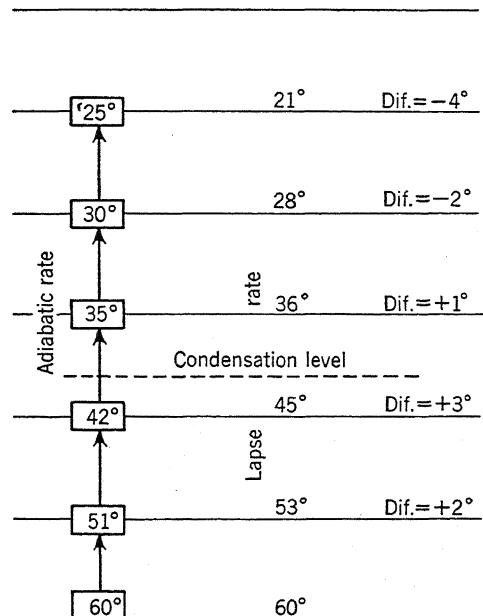 25° 21° Dif.=−4°
30° 28° Dif.=−2°
Adiabatic rate
rate
35° 36° Dif.=+1°
Condensation level
42° 45° Dif.=+3°
Lapse
51° 53° Dif.=+2°
60° 60°